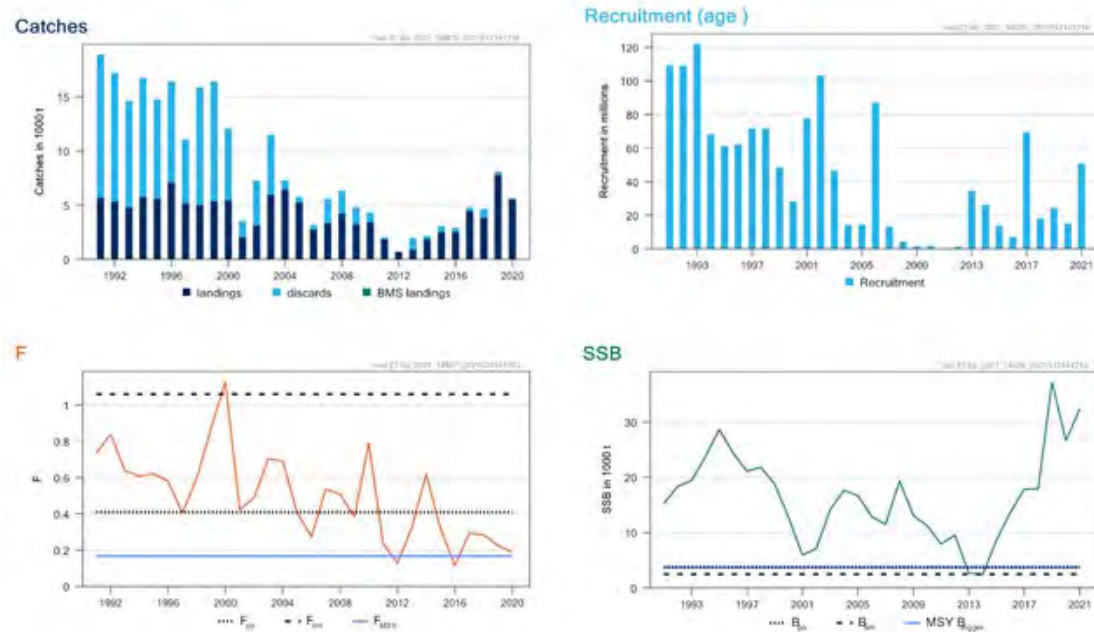 Catches
Recruitment (age )
Catches in 1000 t
15
10
5
0
1992
1996
2000
2004
2008
2012
2016
2020
landings
discards
BMS landings
Recruitment in millions
120
100
80
60
40
20
0
1993
1997
2001
2005
2009
2013
2017
2021
Recruitment
F
SSB
F
1
0.8
0.6
0.4
0.2
0
1992
1996
2000
2004
2008
2012
2016
2020
F
F
F
SSB in 1000 t
30
20
10
0
1993
1997
2001
2005
2009
2013
2017
2021
B
B
MSY B